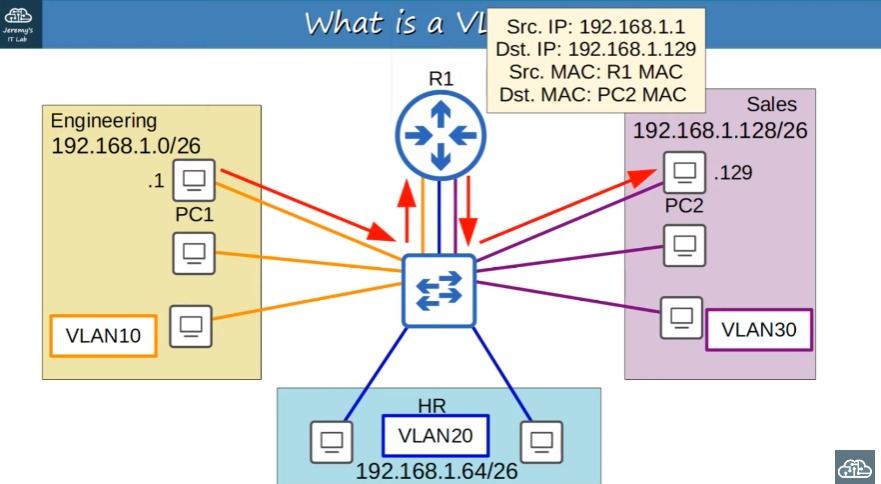 Jeremy's
IT Lab
What is a VL
Src. IP: 192.168.1.1
Dst. IP: 192.168.1.129
Src. MAC: R1 MAC
Dst. MAC: PC2 MAC
R1
Engineering
192.168.1.0/26
.1
PC1
VLAN10
Sales
192.168.1.128/26
.129
PC2
VLAN30
HR
VLAN20
192.168.1.64/26